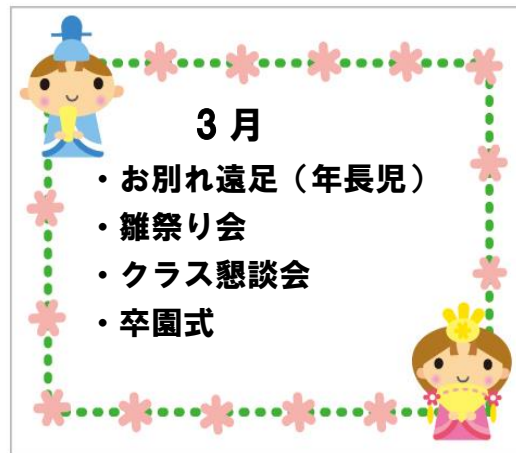 3月
・お別れ遠足（年長児）
・雛祭り会
・クラス懇談会
・卒園式